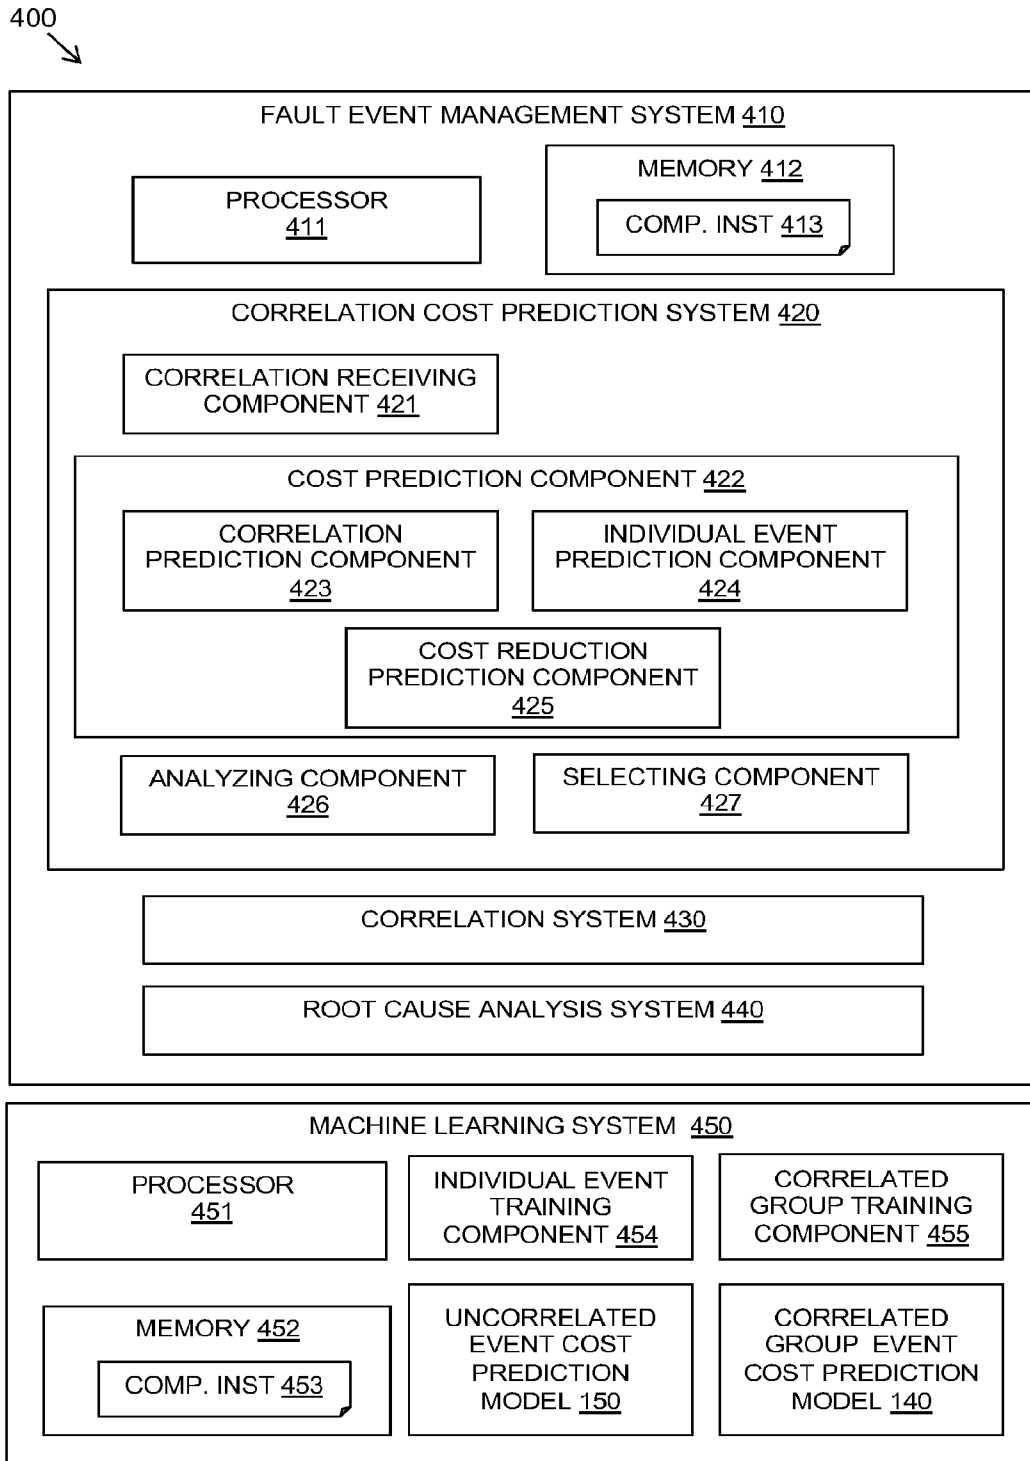 400
FAULT EVENT MANAGEMENT SYSTEM 410
PROCESSOR
411
MEMORY 412
COMP. INST 413
CORRELATION COST PREDICTION SYSTEM 420
CORRELATION RECEIVING
COMPONENT 421
COST PREDICTION COMPONENT 422
CORRELATION
PREDICTION COMPONENT
423
INDIVIDUAL EVENT
PREDICTION COMPONENT
424
COST REDUCTION
PREDICTION COMPONENT
425
ANALYZING COMPONENT
426
SELECTING COMPONENT
427
CORRELATION SYSTEM 430
ROOT CAUSE ANALYSIS SYSTEM 440
MACHINE LEARNING SYSTEM 450
PROCESSOR
451
INDIVIDUAL EVENT
TRAINING
COMPONENT 454
CORRELATED
GROUP TRAINING
COMPONENT 455
MEMORY 452
COMP. INST 453
UNCORRELATED
EVENT COST
PREDICTION
MODEL 150
CORRELATED
GROUP EVENT
COST PREDICTION
MODEL 140